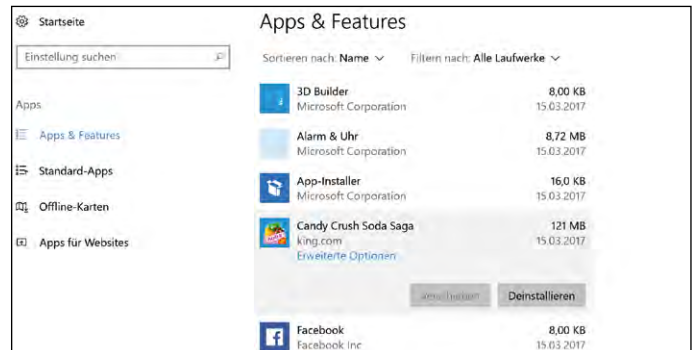 Startseite
Einstellung suchen
Apps
Apps & Features
Standard-Apps
Offline-Karten
Apps für Websites
Apps & Features
Sortieren nach: Name
Filtern nach: Alle Laufwerke
3D Builder 8,00 KB
Microsoft Corporation 15.03.2017
Alarm & Uhr 8,72 MB
Microsoft Corporation 15.03.2017
App-Installer 16,0 KB
Microsoft Corporation 15.03.2017
Candy Crush Soda Saga 121 MB
king.com 15.03.2017
Erweiterte Optionen
Verschieben Deinstallieren
Facebook 8,00 KB
Facebook Inc 15.03.2017